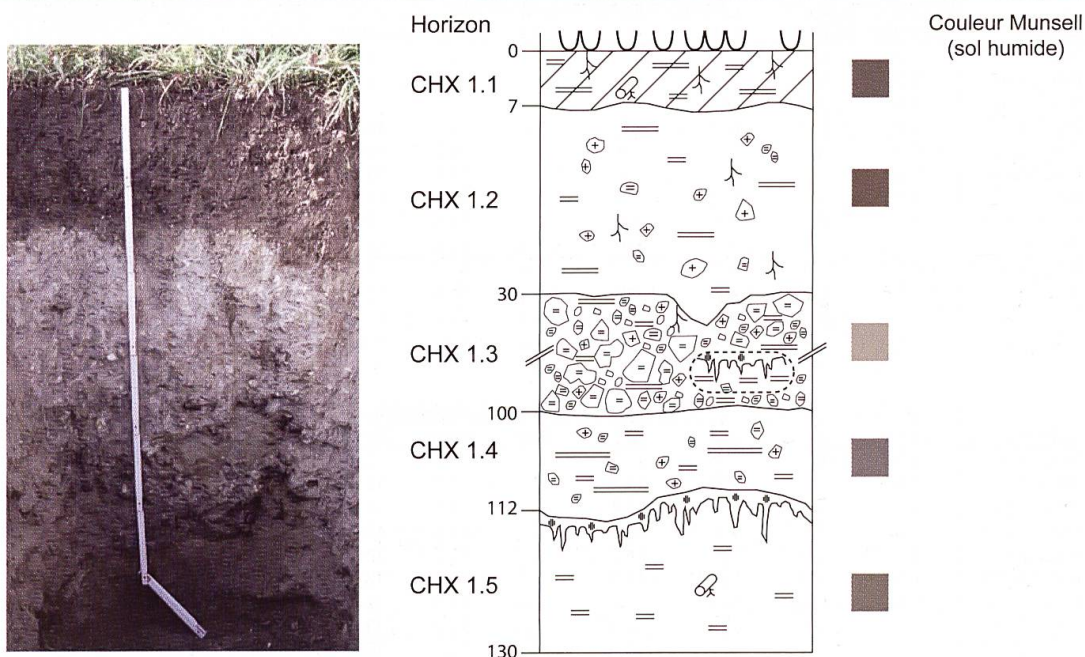 Horizon
Couleur Munsell
(sol humide)
0
CHX 1.1
7
CHX 1.2
30
CHX 1.3
100
CHX 1.4
112
CHX 1.5
130